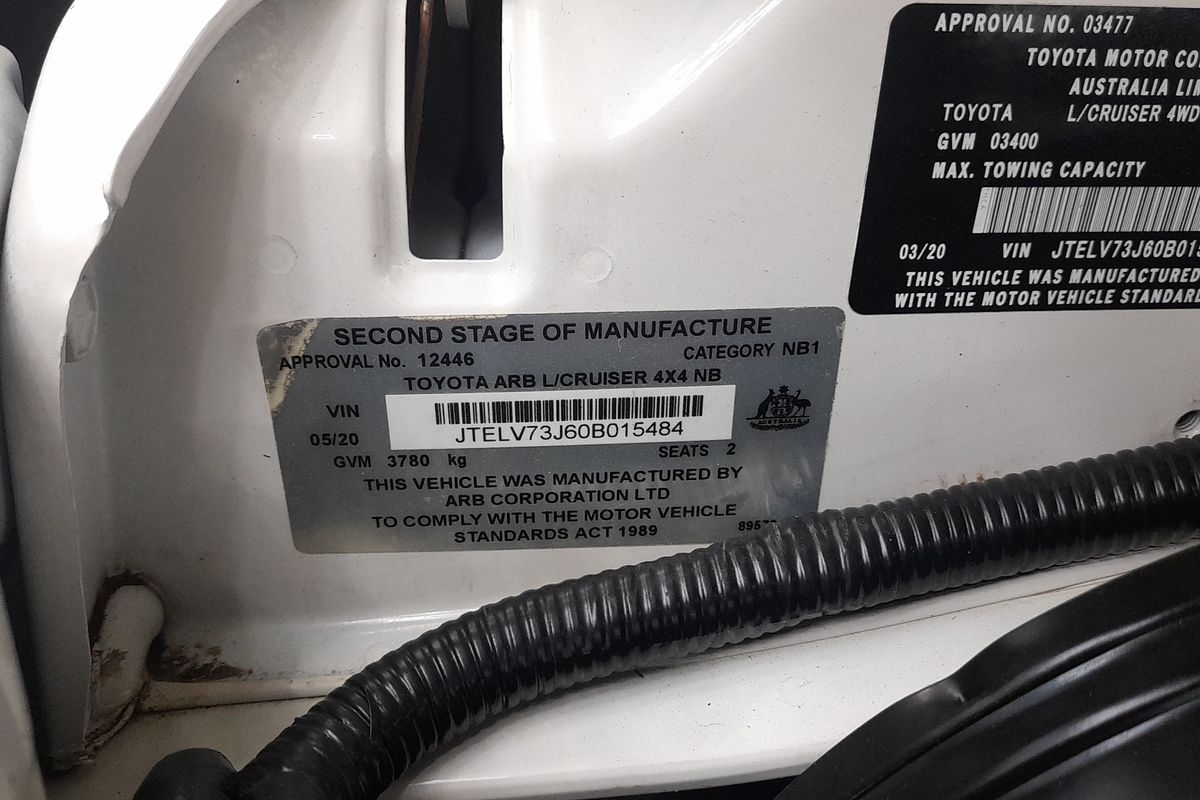 APPROVAL NO. 03477
TOYOTA MOTOR CO
AUSTRALIA LIM
TOYOTA L/CRUISER 4WD
GVM 03400
MAX. TOWING CAPACITY
03/20 VIN JTELV73J60B015
THIS VEHICLE WAS MANUFACTURED
WITH THE MOTOR VEHICLE STANDAR
SECOND STAGE OF MANUFACTURE
APPROVAL No. 12446 CATEGORY NB1
TOYOTA ARB L/CRUISER 4X4 NB
VIN
JTELV73J60B015484
AUSTRALIA
05/20
GVM 3780 kg SEATS 2
THIS VEHICLE WAS MANUFACTURED BY
ARB CORPORATION LTD
TO COMPLY WITH THE MOTOR VEHICLE
STANDARDS ACT 1989